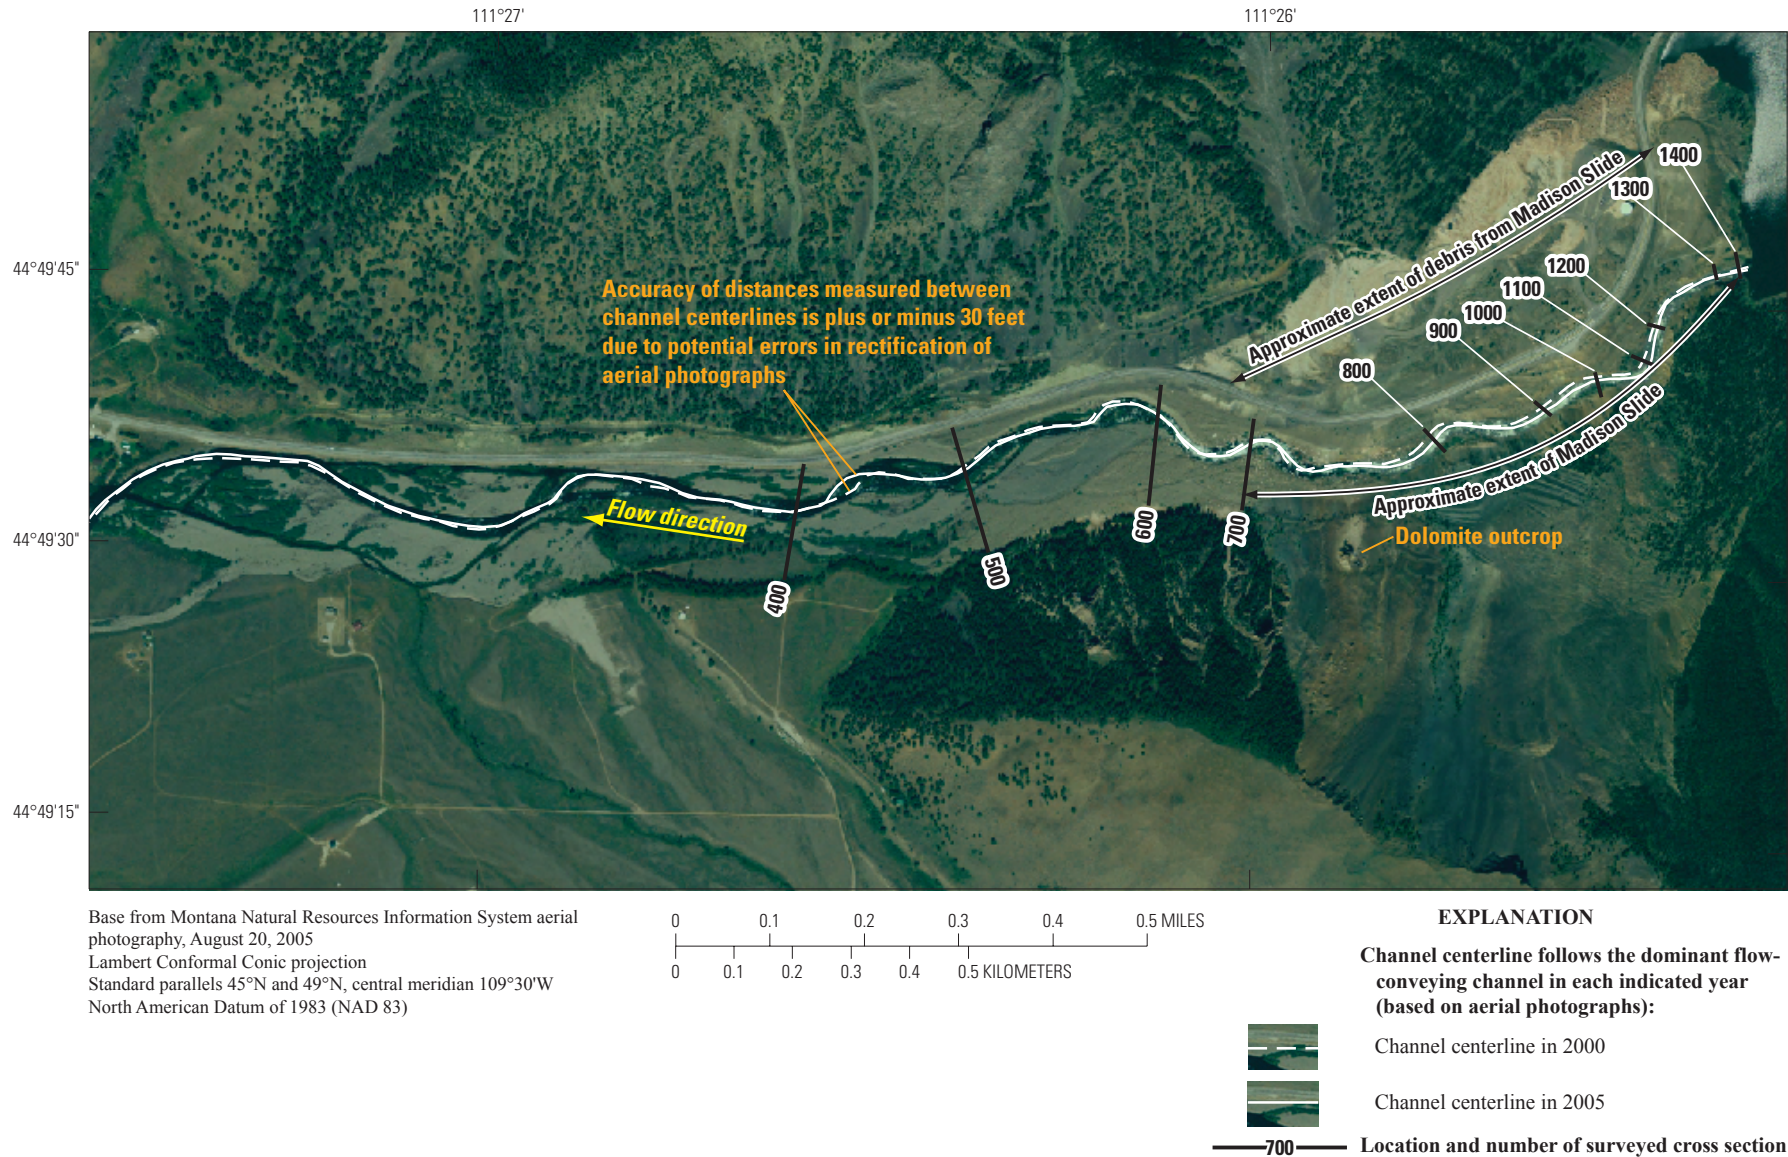 111°27'
111°26'
44°49'45"
44°49'30"
44°49'15"
Accuracy of distances measured between
channel centerlines is plus or minus 30 feet
due to potential errors in rectification of
aerial photographs
Approximate extent of debris from Madison Slide
1400
1300
1200
1100
1000
900
800
Approximate extent of Madison Slide
Flow direction
400
500
600
700
Dolomite outcrop
Base from Montana Natural Resources Information System aerial
photography, August 20, 2005
Lambert Conformal Conic projection
Standard parallels 45°N and 49°N, central meridian 109°30'W
North American Datum of 1983 (NAD 83)
0 0.1 0.2 0.3 0.4 0.5 MILES
0 0.1 0.2 0.3 0.4 0.5 KILOMETERS
EXPLANATION
Channel centerline follows the dominant flow-
conveying channel in each indicated year
(based on aerial photographs):
Channel centerline in 2000
Channel centerline in 2005
700 Location and number of surveyed cross section